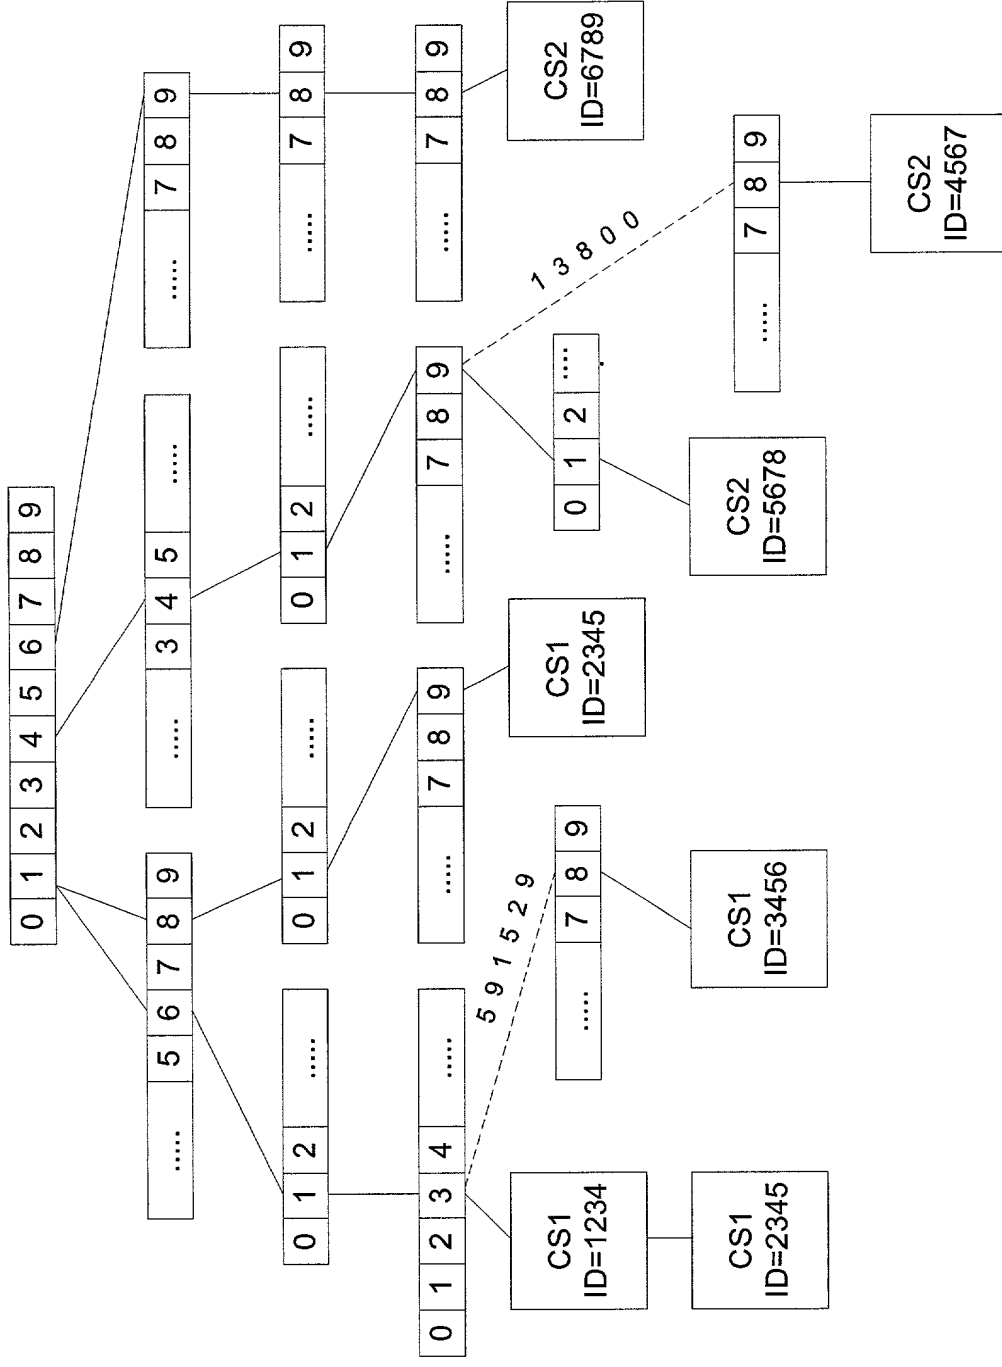 0 1 2 3 4 5 6 7 8 9
..... 5 6 7 8 9
..... 3 4 5 .....
..... 7 8 9
0 1 2 .....
0 1 2 .....
0 1 2 .....
..... 7 8 9
0 1 2 3 4 .....
..... 7 8 9
..... 7 8 9
..... 7 8 9
5 9 1 5 2 9
1 3 8 0 0
CS1
ID=1234
..... 7 8 9
CS1
ID=2345
0 1 2 ....
CS2
ID=6789
CS1
ID=2345
CS1
ID=3456
CS2
ID=5678
..... 7 8 9
CS2
ID=4567